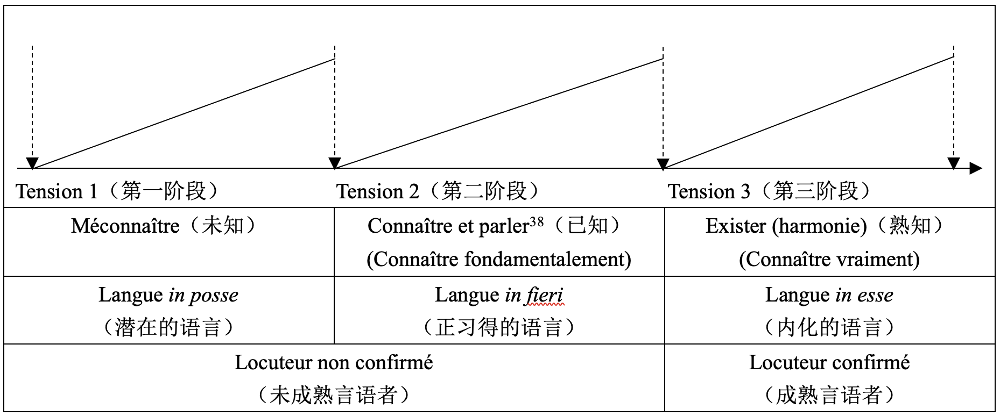 Tension 1（第一阶段） Tension 2（第二阶段） Tension 3（第三阶段）
Méconnaître（未知） Connaître et parler³⁸（已知） Exister (harmonie)（熟知）
(Connaître fondamentalement) (Connaître vraiment)
Langue in posse Langue in fieri Langue in esse
（潜在的语言） （正习得的语言） （内化的语言）
Locuteur non confirmé Locuteur confirmé
（未成熟言语者） （成熟言语者）